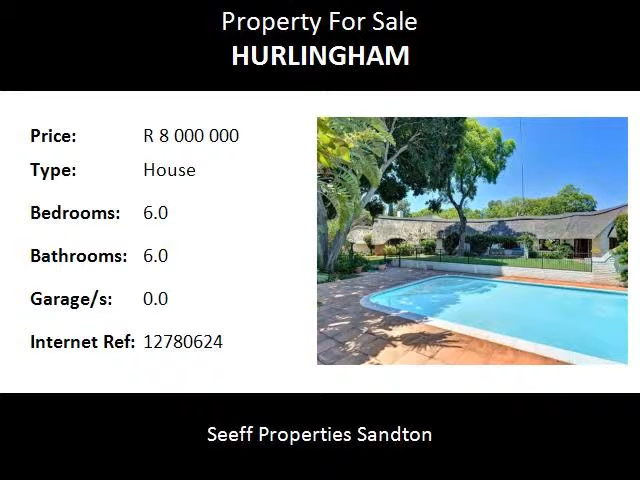 Property For Sale
HURLINGHAM
Price: R 8 000 000
Type: House
Bedrooms: 6.0
Bathrooms: 6.0
Garage/s: 0.0
Internet Ref: 12780624
Seeff Properties Sandton